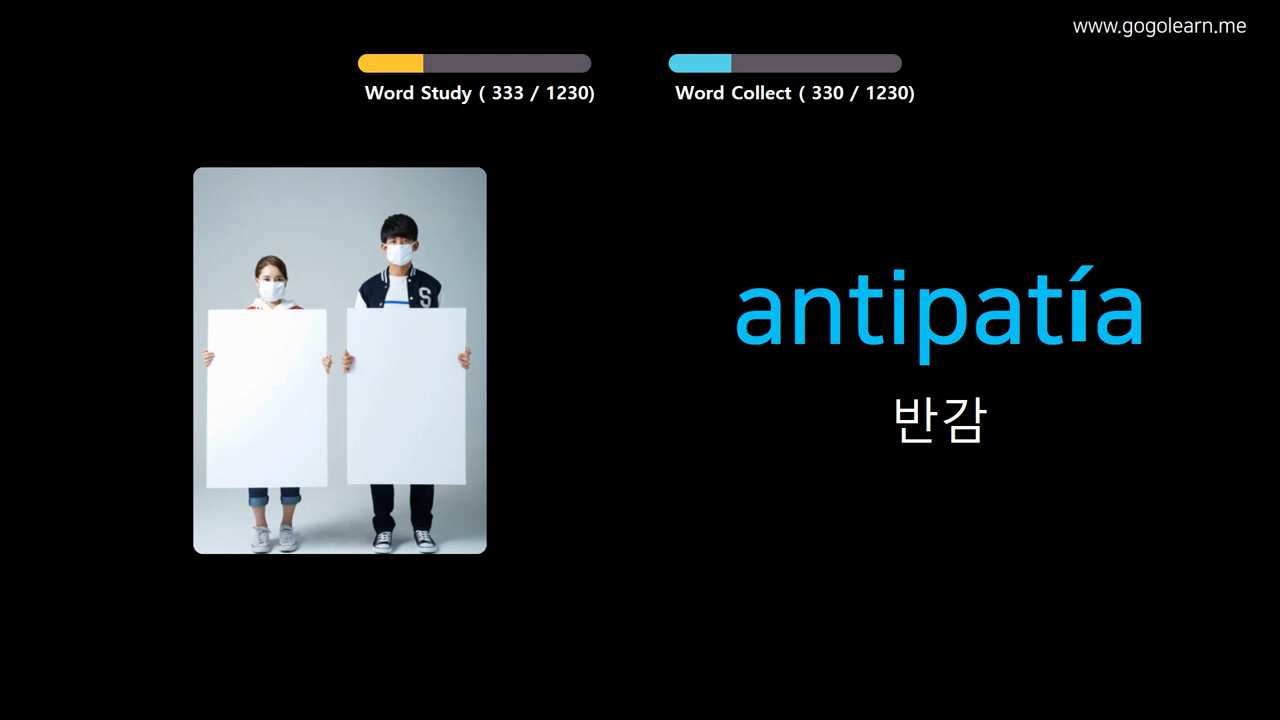 www.gogolearn.me
Word Study ( 333 / 1230)
Word Collect ( 330 / 1230)
S
antipatía
반감